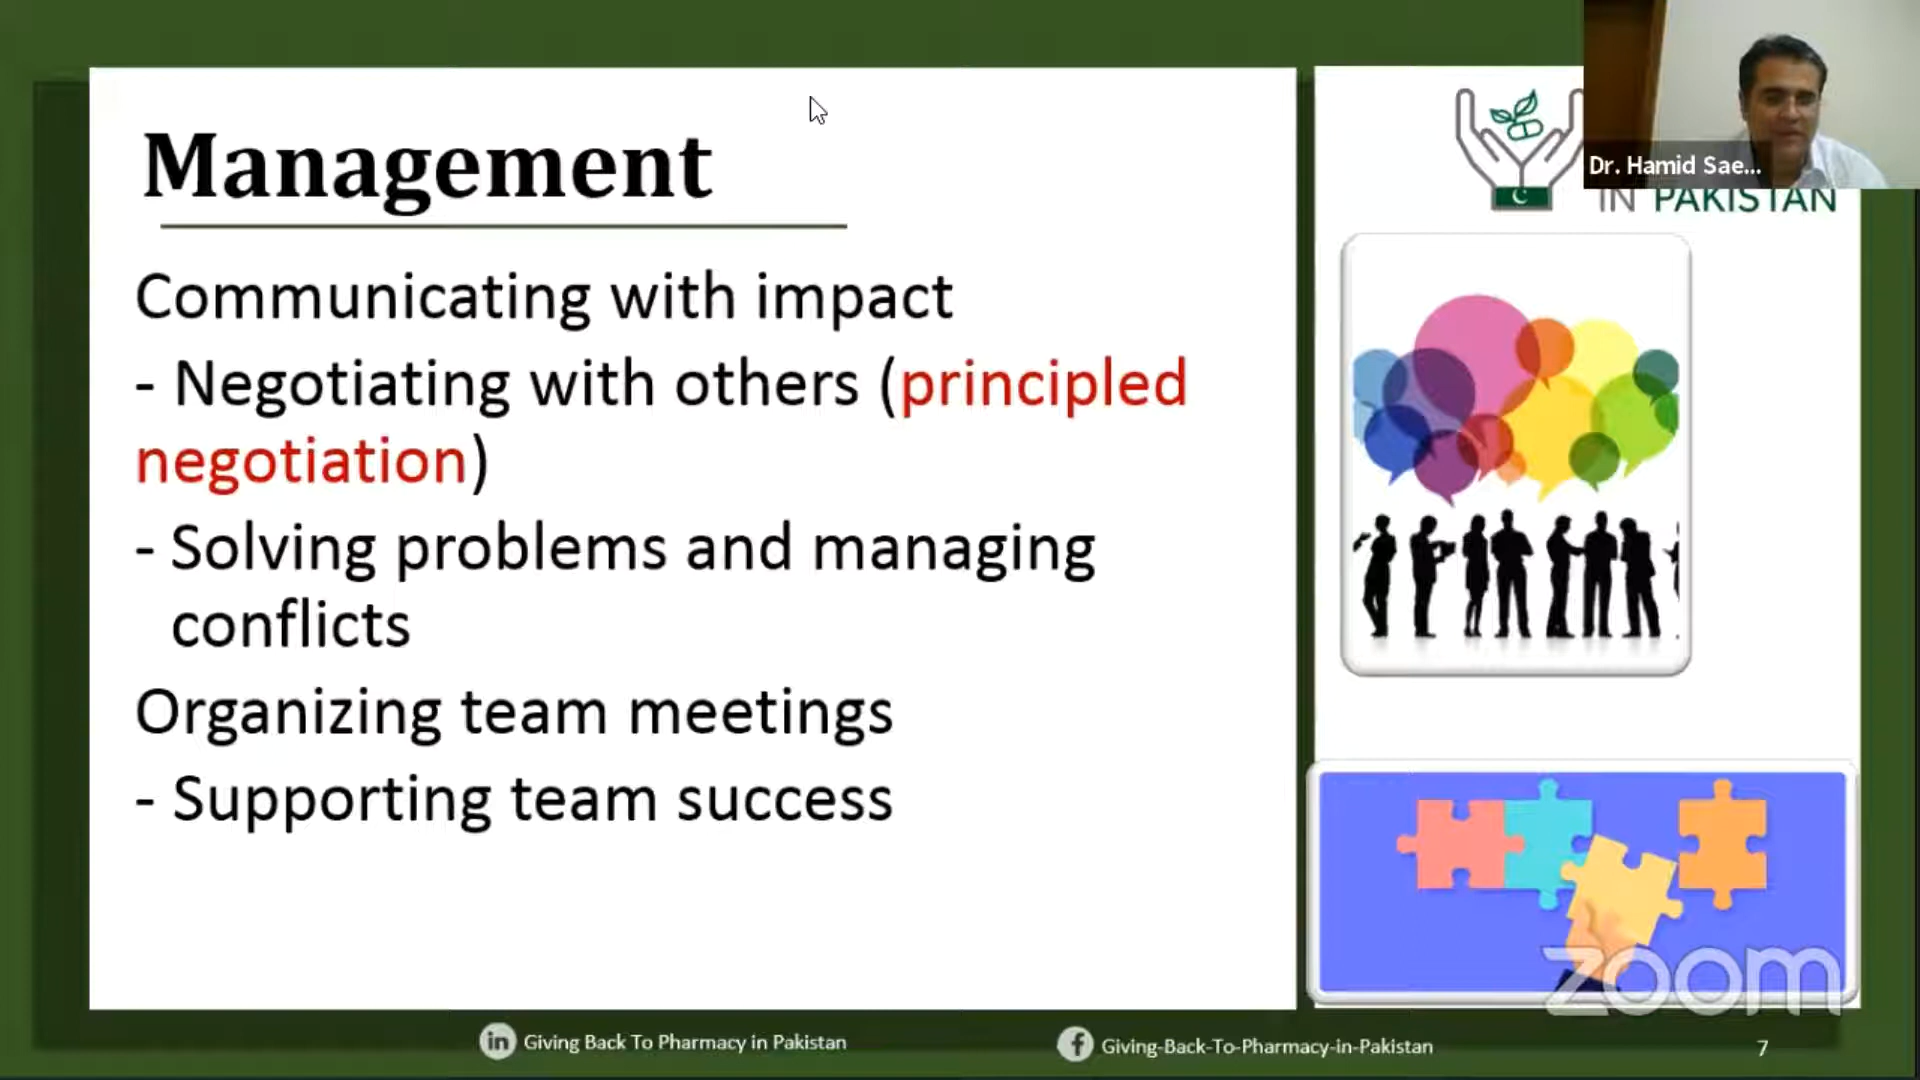 Management
Communicating with impact
- Negotiating with others (principled
negotiation)
- Solving problems and managing
conflicts
Organizing team meetings
- Supporting team success
Dr. Hamid Sae...
IN PAKISTAN
zoom
in Giving Back To Pharmacy in Pakistan
f Giving-Back-To-Pharmacy-in-Pakistan
7